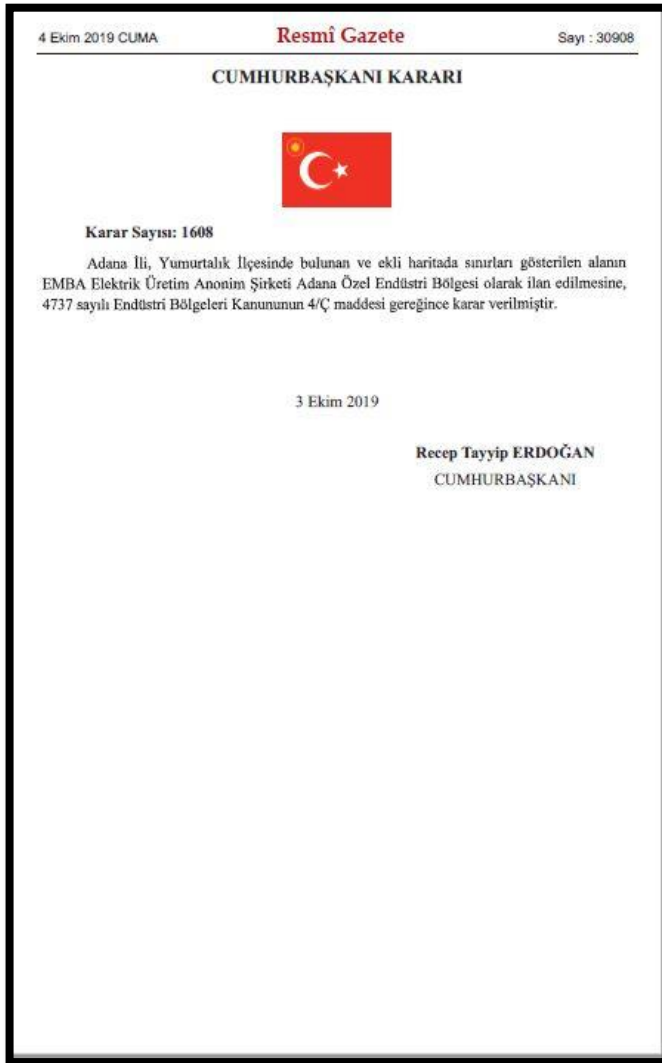 4 Ekim 2019 CUMA Resmî Gazete Sayı : 30908
CUMHURBAŞKANI KARARI
Karar Sayısı: 1608
Adana İli, Yumurtalık İlçesinde bulunan ve ekli haritada sınırları gösterilen alanın
EMBA Elektrik Üretim Anonim Şirketi Adana Özel Endüstri Bölgesi olarak ilan edilmesine,
4737 sayılı Endüstri Bölgeleri Kanununun 4/Ç maddesi gereğince karar verilmiştir.
3 Ekim 2019
Recep Tayyip ERDOĞAN
CUMHURBAŞKANI